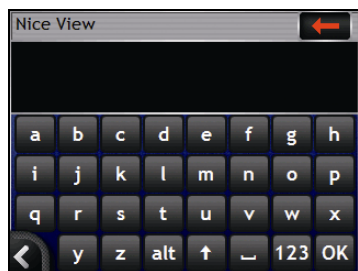 Nice View
a b c d e f g h
i j k l m n o p
q r s t u v w x
y z alt 123 OK